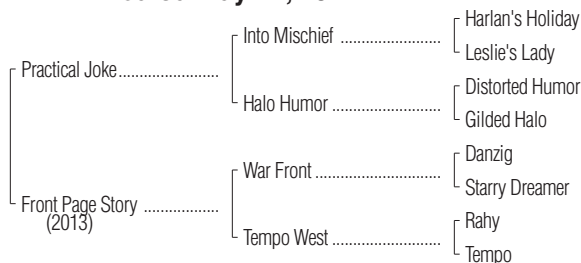 Harlan's Holiday
Into Mischief ......................
Leslie's Lady
Practical Joke......................
Distorted Humor
Halo Humor .......................
Gilded Halo
Danzig
War Front ...........................
Starry Dreamer
Front Page Story .................
(2013)
Rahy
Tempo West........................
Tempo